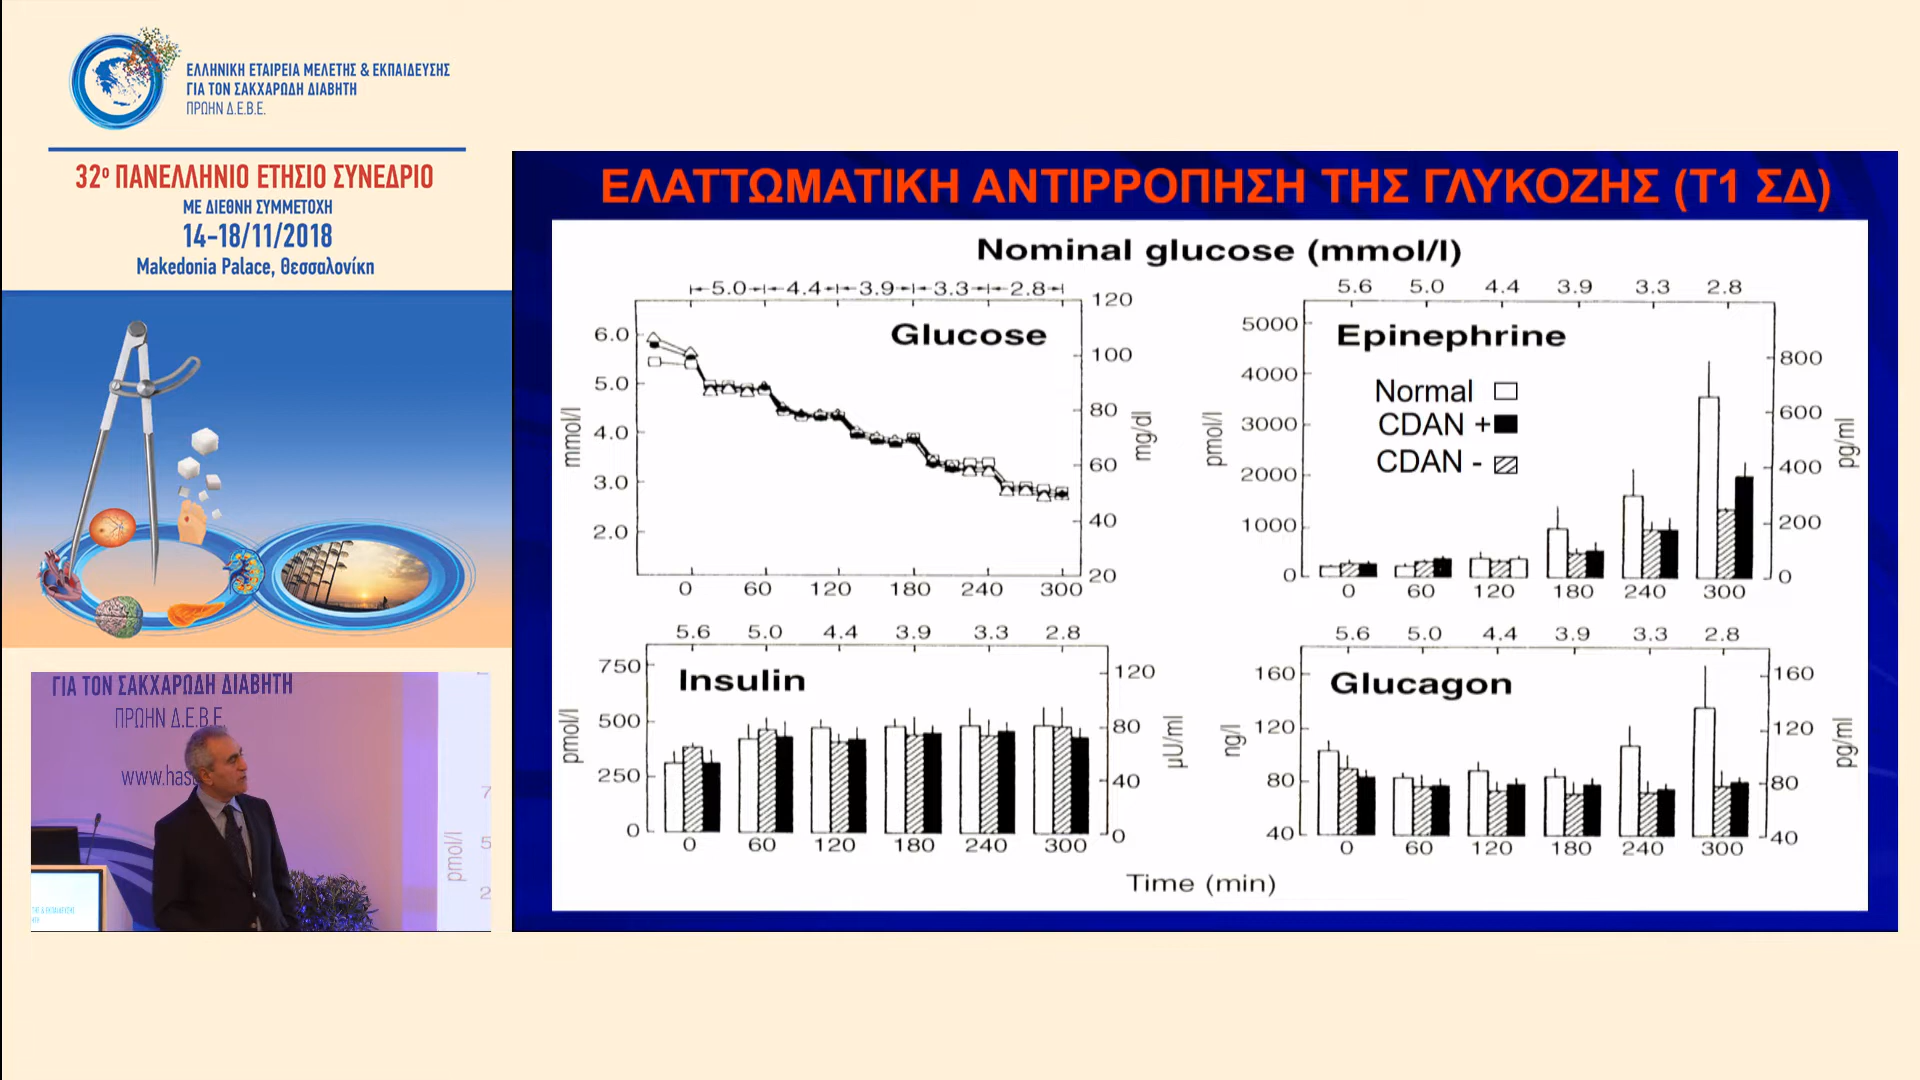 ΕΛΛΗΝΙΚΗ ΕΤΑΙΡΕΙΑ ΜΕΛΕΤΗΣ & ΕΚΠΑΙΔΕΥΣΗΣ
ΓΙΑ ΤΟΝ ΣΑΚΧΑΡΩΔΗ ΔΙΑΒΗΤΗ
ΠΡΩΗΝ Δ.Ε.Β.Ε.
32ο ΠΑΝΕΛΛΗΝΙΟ ΕΤΗΣΙΟ ΣΥΝΕΔΡΙΟ
ΜΕ ΔΙΕΘΝΗ ΣΥΜΜΕΤΟΧΗ
14-18/11/2018
Makedonia Palace, Θεσσαλονίκη
ΓΙΑ ΤΟΝ ΣΑΚΧΑΡΩΔΗ ΔΙΑΒΗΤΗ
ΠΡΩΗΝ Δ.Ε.Β.Ε.
www.has
7
5
2
pmol/l
ΕΛΑΤΤΩΜΑΤΙΚΗ ΑΝΤΙΡΡΟΠΗΣΗ ΤΗΣ ΓΛΥΚΟΖΗΣ (Τ1 ΣΔ)
Nominal glucose (mmol/l)
5.0 4.4 3.9 3.3 2.8
Glucose
6.0
5.0
4.0
3.0
2.0
mmol/l
120
100
80
60
40
20
mg/dl
0 60 120 180 240 300
5.6 5.0 4.4 3.9 3.3 2.8
Epinephrine
Normal
CDAN +
CDAN -
5000
4000
3000
2000
1000
0
pmol/l
800
600
400
200
0
pg/ml
0 60 120 180 240 300
5.6 5.0 4.4 3.9 3.3 2.8
Insulin
750
500
250
0
pmol/l
120
80
40
0
µU/ml
0 60 120 180 240 300
5.6 5.0 4.4 3.9 3.3 2.8
Glucagon
160
120
80
40
ng/l
160
120
80
40
pg/ml
0 60 120 180 240 300
Time (min)